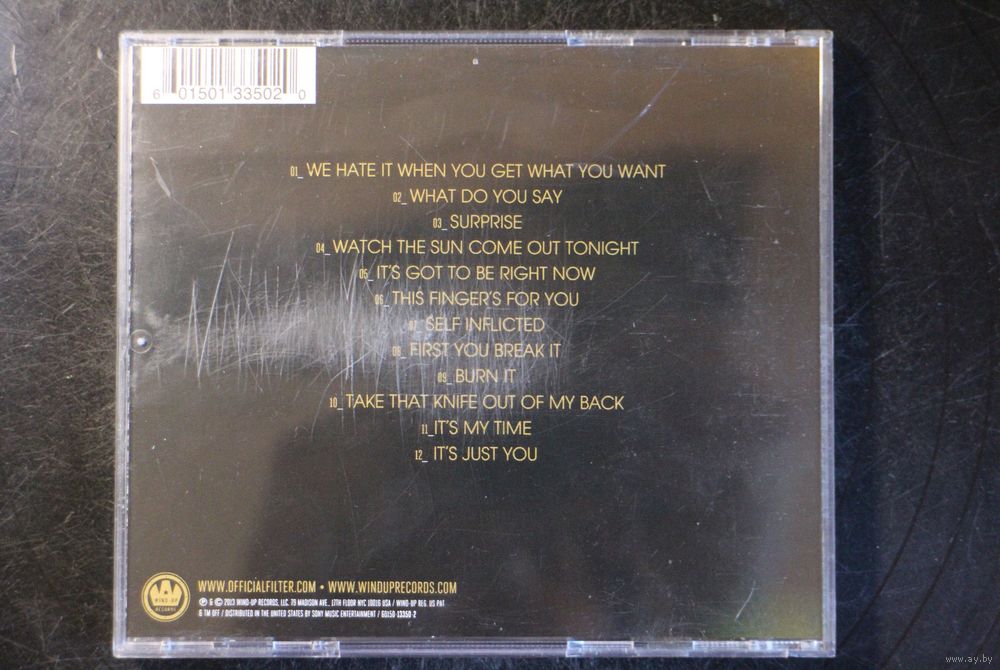 6 01501 33502 0
01_ WE HATE IT WHEN YOU GET WHAT YOU WANT
02_ WHAT DO YOU SAY
03_ SURPRISE
04_ WATCH THE SUN COME OUT TONIGHT
05_ IT'S GOT TO BE RIGHT NOW
06_ THIS FINGER'S FOR YOU
07_ SELF INFLICTED
08_ FIRST YOU BREAK IT
09_ BURN IT
10_ TAKE THAT KNIFE OUT OF MY BACK
11_ IT'S MY TIME
12_ IT'S JUST YOU
WIND-UP
RECORDS
WWW.OFFICIALFILTER.COM • WWW.WINDUPRECORDS.COM
℗ & © 2013 WIND-UP RECORDS, LLC. 79 MADISON AVE., 17TH FLOOR NYC 10016 USA / WIND-UP REG. US PAT
& TM OFF / DISTRIBUTED IN THE UNITED STATES BY SONY MUSIC ENTERTAINMENT / 60150-13350-2
www.ay.by